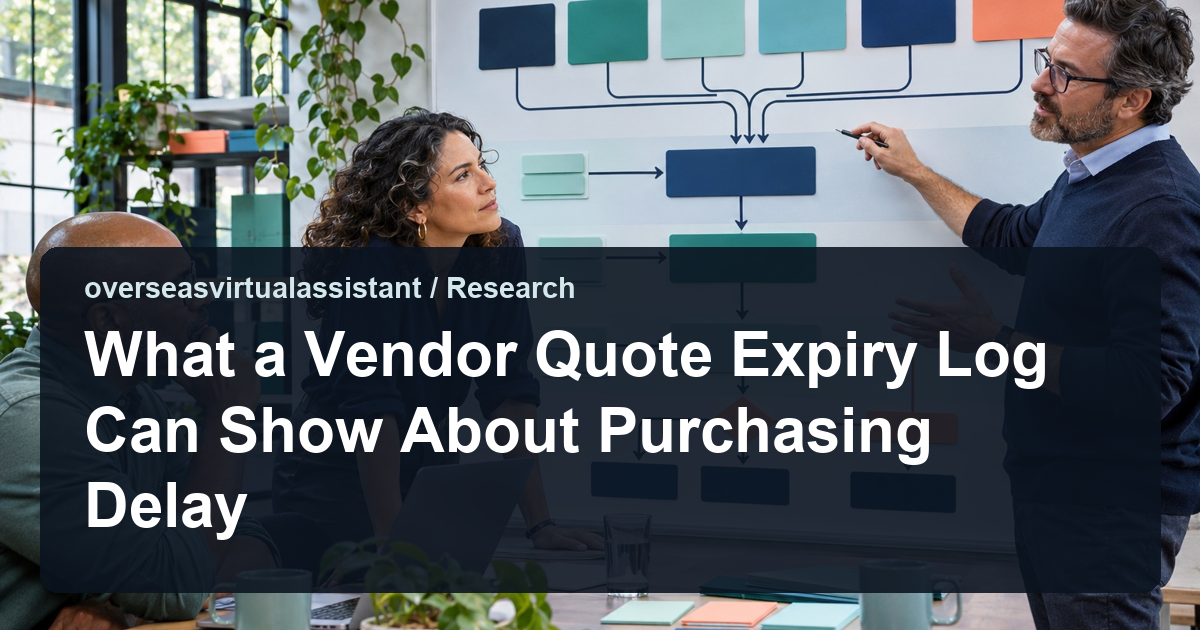 overseasvirtualassistant / Research
What a Vendor Quote Expiry Log
Can Show About Purchasing
Delay